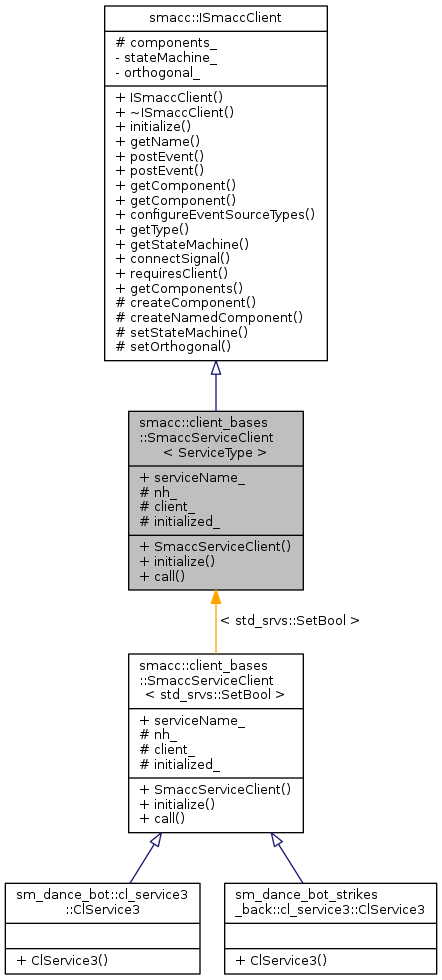 smacc::ISmaccClient
# components_
- stateMachine_
- orthogonal_
+ ISmaccClient()
+ ~ISmaccClient()
+ initialize()
+ getName()
+ postEvent()
+ postEvent()
+ getComponent()
+ getComponent()
+ configureEventSourceTypes()
+ getType()
+ getStateMachine()
+ connectSignal()
+ requiresClient()
+ getComponents()
# createComponent()
# createNamedComponent()
# setStateMachine()
# setOrthogonal()
smacc::client_bases
::SmaccServiceClient
< ServiceType >
+ serviceName_
# nh_
# client_
# initialized_
+ SmaccServiceClient()
+ initialize()
+ call()
< std_srvs::SetBool >
smacc::client_bases
::SmaccServiceClient
< std_srvs::SetBool >
+ serviceName_
# nh_
# client_
# initialized_
+ SmaccServiceClient()
+ initialize()
+ call()
sm_dance_bot::cl_service3
::ClService3
+ ClService3()
sm_dance_bot_strikes
_back::cl_service3::ClService3
+ ClService3()